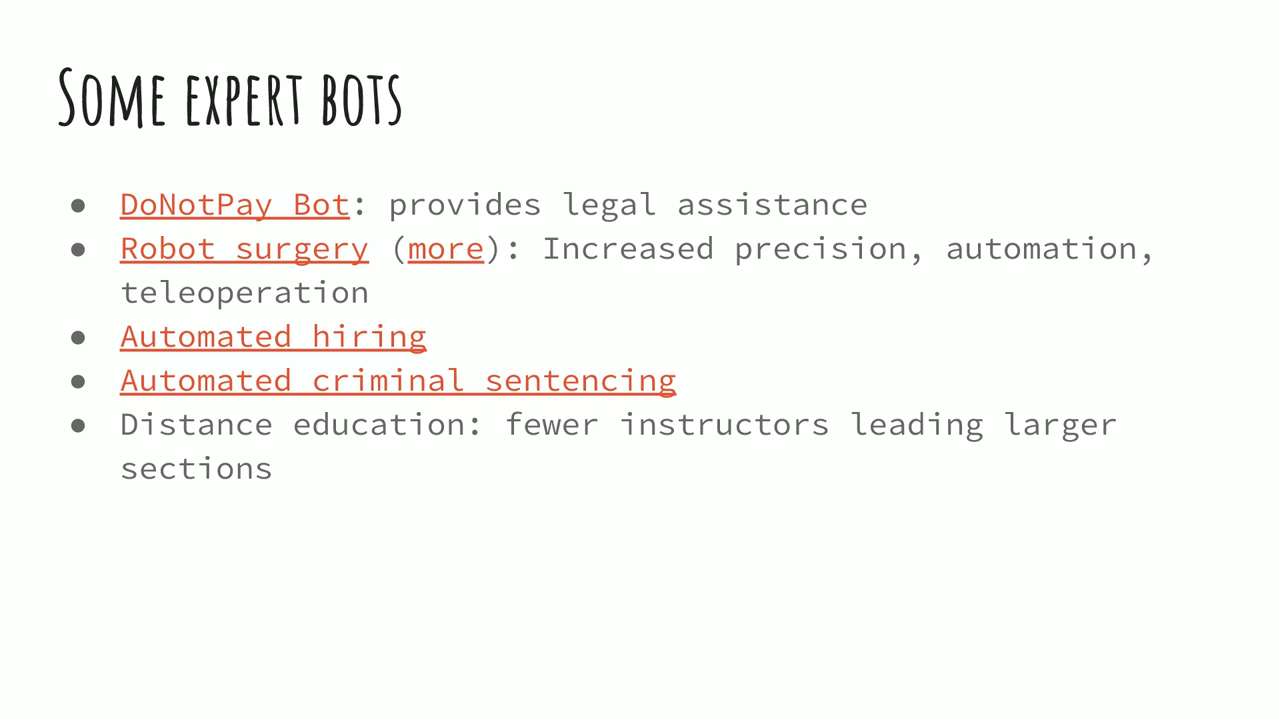 Some expert bots
● DoNotPay Bot: provides legal assistance
● Robot surgery (more): Increased precision, automation,
teleoperation
● Automated hiring
● Automated criminal sentencing
● Distance education: fewer instructors leading larger
sections